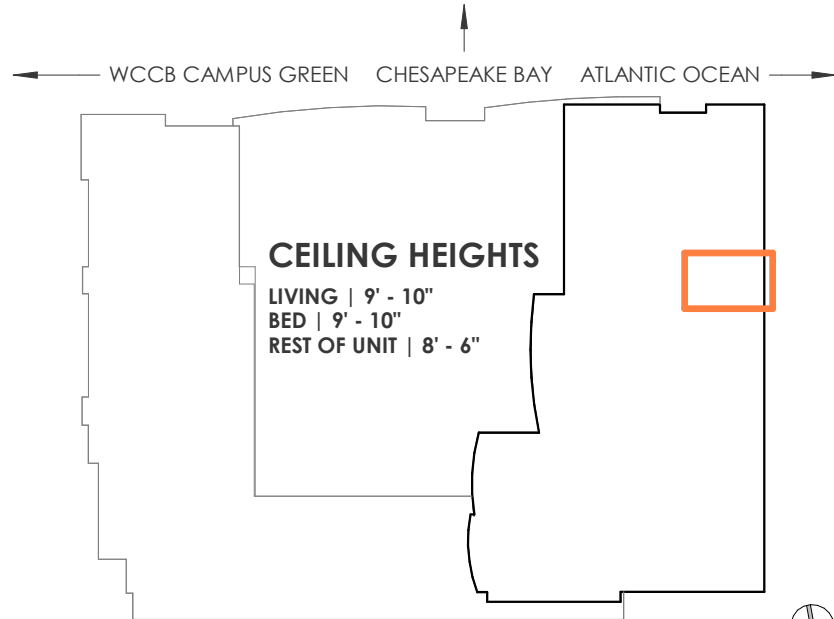 WCCB CAMPUS GREEN CHESAPEAKE BAY ATLANTIC OCEAN
CEILING HEIGHTS
LIVING | 9' - 10"
BED | 9' - 10"
REST OF UNIT | 8' - 6"